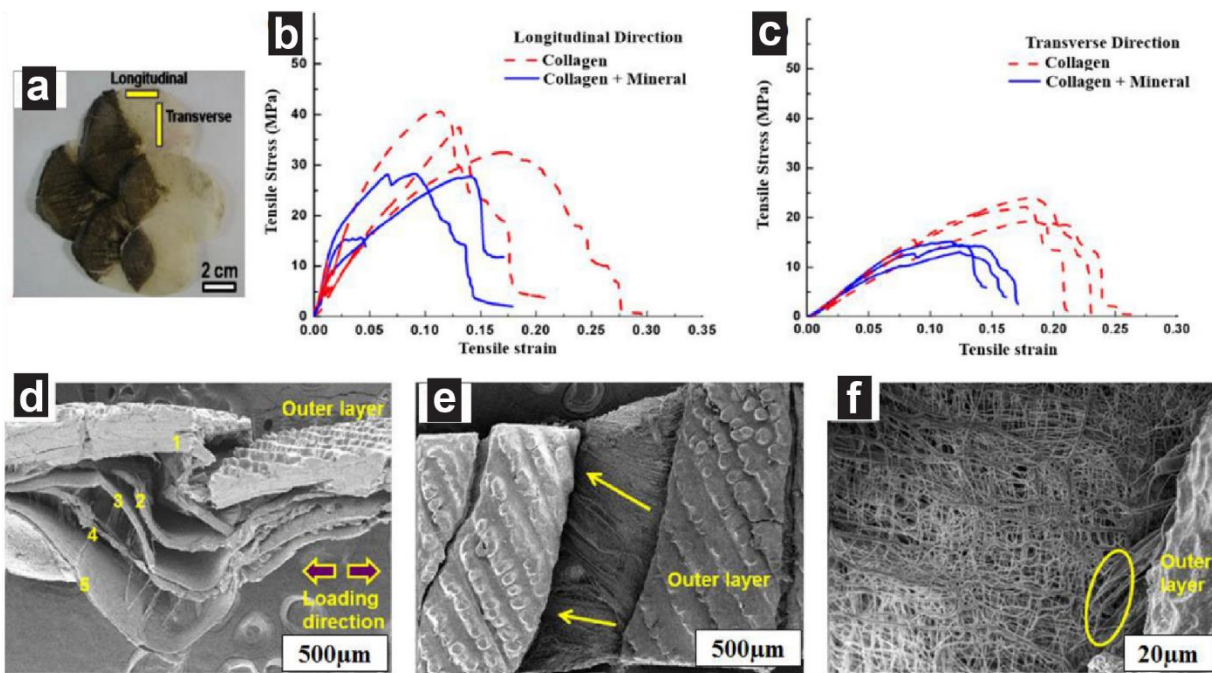 a
Longitudinal
Transverse
2 cm
b
Longitudinal Direction
Collagen
Collagen + Mineral
Tensile Stress (MPa)
50
40
30
20
10
0
0.00
0.05
0.10
0.15
0.20
0.25
0.30
0.35
Tensile strain
c
Transverse Direction
Collagen
Collagen + Mineral
Tensile Stress (MPa)
50
40
30
20
10
0
0.00
0.05
0.10
0.15
0.20
0.25
0.30
Tensile strain
d
Outer layer
1
2
3
4
5
Loading
direction
500μm
e
Outer layer
500μm
f
Outer
layer
20μm